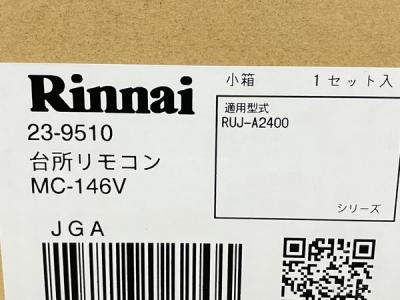 Rinnai
小箱 1セット入
23-9510
台所リモコン
MC-146V
適用型式
RUJ-A2400
シリーズ
JGA